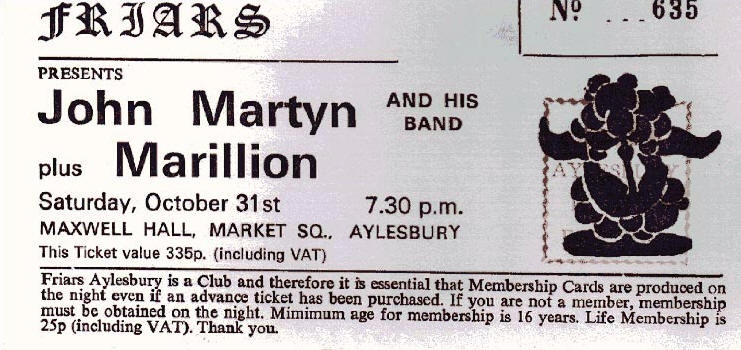 FRIARS
Nº ...635
PRESENTS
John Martyn AND HIS BAND
plus Marillion
Saturday, October 31st 7.30 p.m.
MAXWELL HALL, MARKET SQ., AYLESBURY
This Ticket value 335p. (including VAT)
AYLESBURY
Friars Aylesbury is a Club and therefore it is essential that Membership Cards are produced on
the night even if an advance ticket has been purchased. If you are not a member, membership
must be obtained on the night. Mimimum age for membership is 16 years. Life Membership is
25p (including VAT). Thank you.